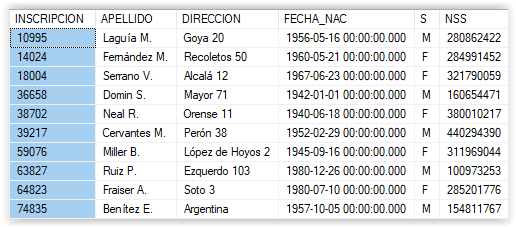 INSCRIPCION APELLIDO DIRECCION FECHA_NAC S NSS
10995 Laguía M. Goya 20 1956-05-16 00:00:00.000 M 280862422
14024 Fernández M. Recoletos 50 1960-05-21 00:00:00.000 F 284991452
18004 Serrano V. Alcalá 12 1967-06-23 00:00:00.000 F 321790059
36658 Domin S. Mayor 71 1942-01-01 00:00:00.000 M 160654471
38702 Neal R. Orense 11 1940-06-18 00:00:00.000 F 380010217
39217 Cervantes M. Perón 38 1952-02-29 00:00:00.000 M 440294390
59076 Miller B. López de Hoyos 2 1945-09-16 00:00:00.000 F 311969044
63827 Ruiz P. Ezquerdo 103 1980-12-26 00:00:00.000 M 100973253
64823 Fraiser A. Soto 3 1980-07-10 00:00:00.000 F 285201776
74835 Benítez E. Argentina 1957-10-05 00:00:00.000 M 154811767